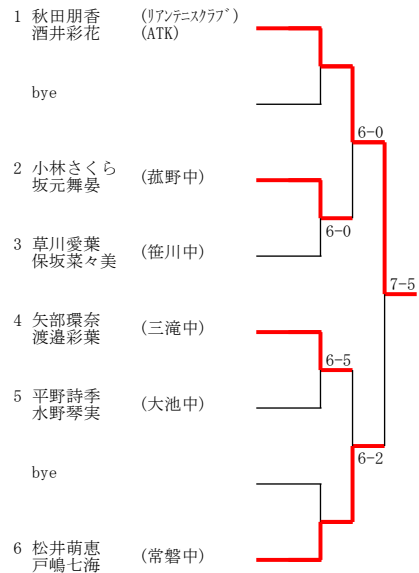 1 秋田朋香 (ﾘｱﾝﾃﾆｽｸﾗﾌﾞ)
酒井彩花 (ATK)
bye
6-0
2 小林さくら
坂元舞晏 (菰野中)
6-0
3 草川愛葉
保坂菜々美 (笹川中)
7-5
4 矢部環奈
渡邉彩葉 (三滝中)
6-5
5 平野詩季
水野琴実 (大池中)
6-2
bye
6 松井萌恵
戸嶋七海 (常磐中)